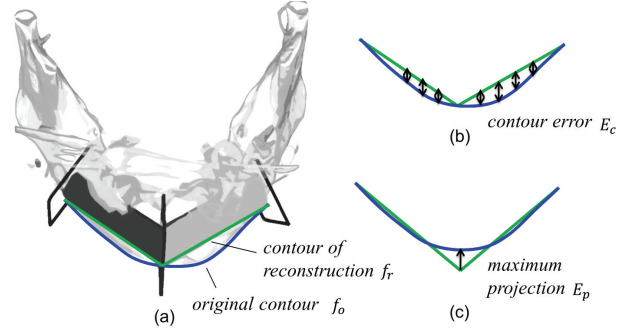 contour of
reconstruction f_r
original contour f_o
(a)
contour error E_c
(b)
maximum
projection E_p
(c)